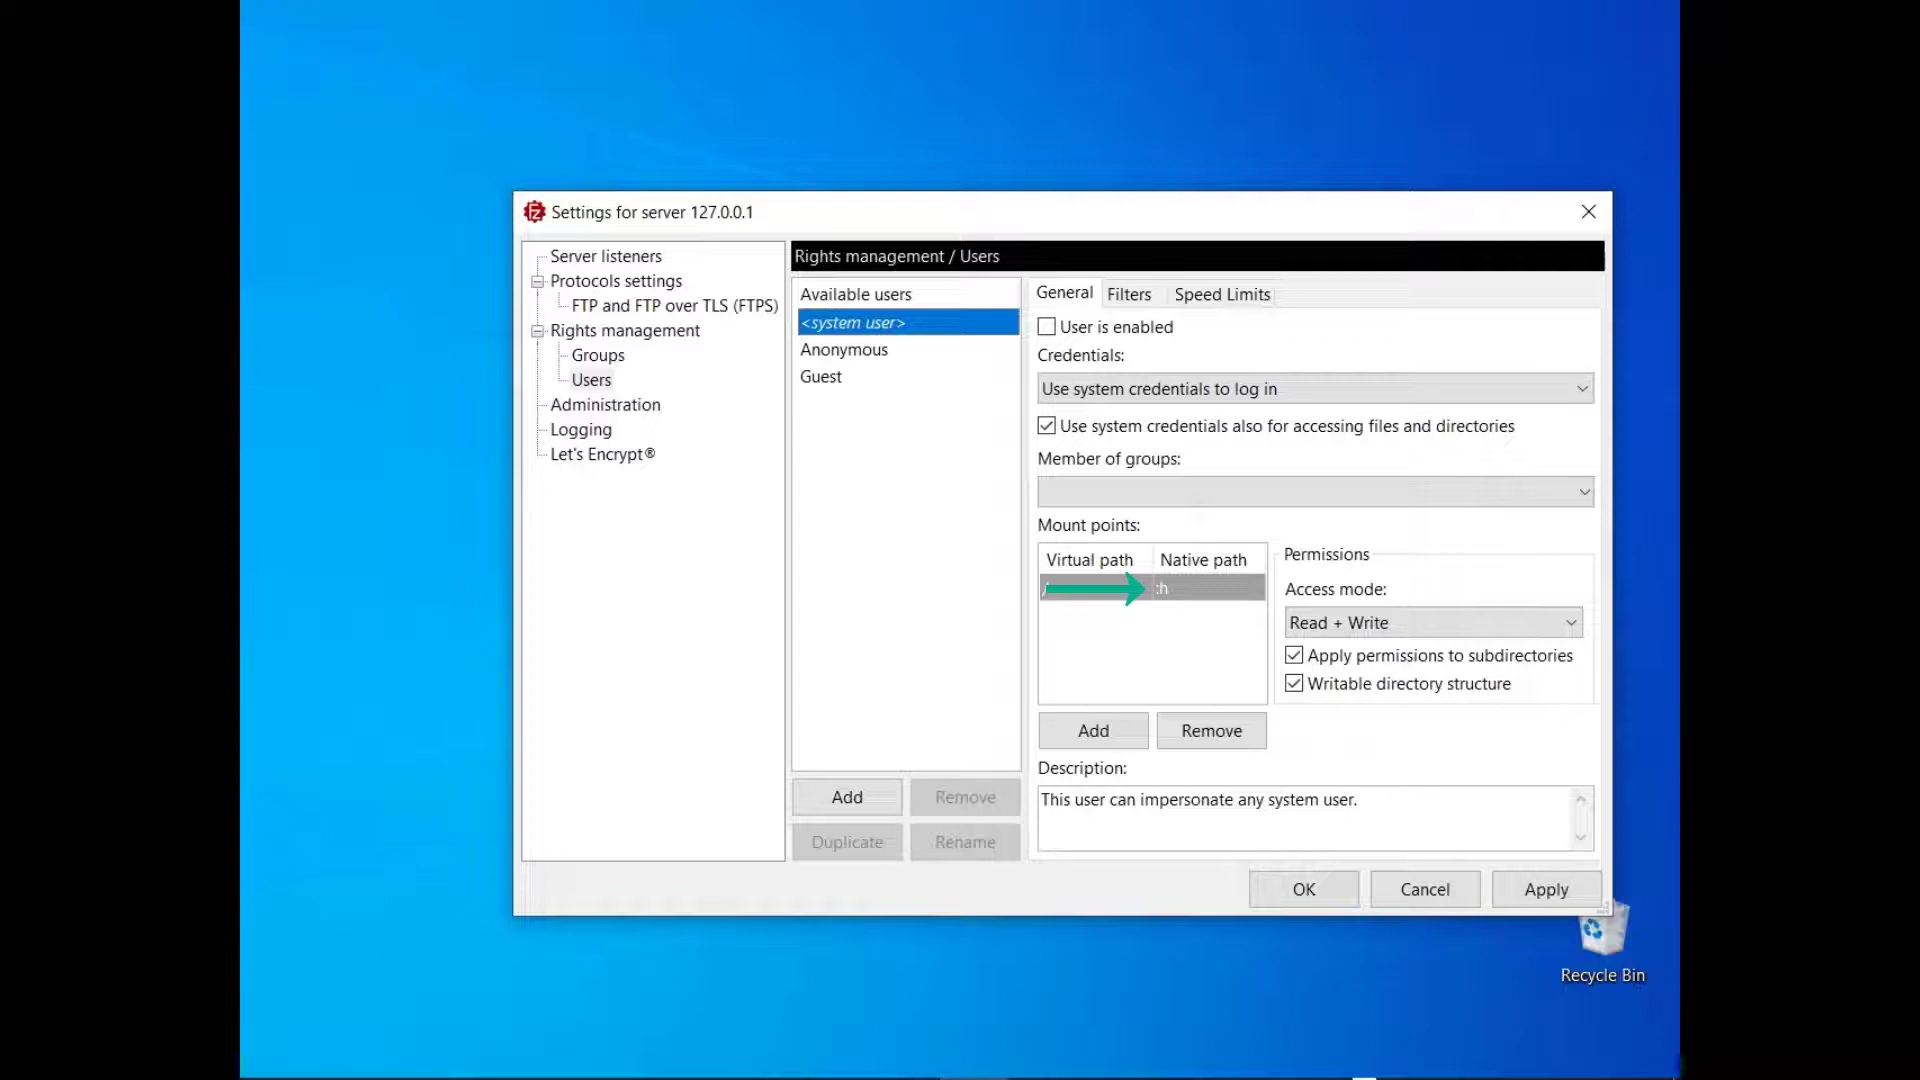 Settings for server 127.0.0.1
Server listeners
Protocols settings
FTP and FTP over TLS (FTPS)
Rights management
Groups
Users
Administration
Logging
Let's Encrypt®
Rights management / Users
Available users
<system user>
Anonymous
Guest
Add
Remove
Duplicate
Rename
General
Filters
Speed Limits
User is enabled
Credentials:
Use system credentials to log in
Use system credentials also for accessing files and directories
Member of groups:
Mount points:
Virtual path
Native path
/
:h
Permissions
Access mode:
Read + Write
Apply permissions to subdirectories
Writable directory structure
Add
Remove
Description:
This user can impersonate any system user.
OK
Cancel
Apply
Recycle Bin